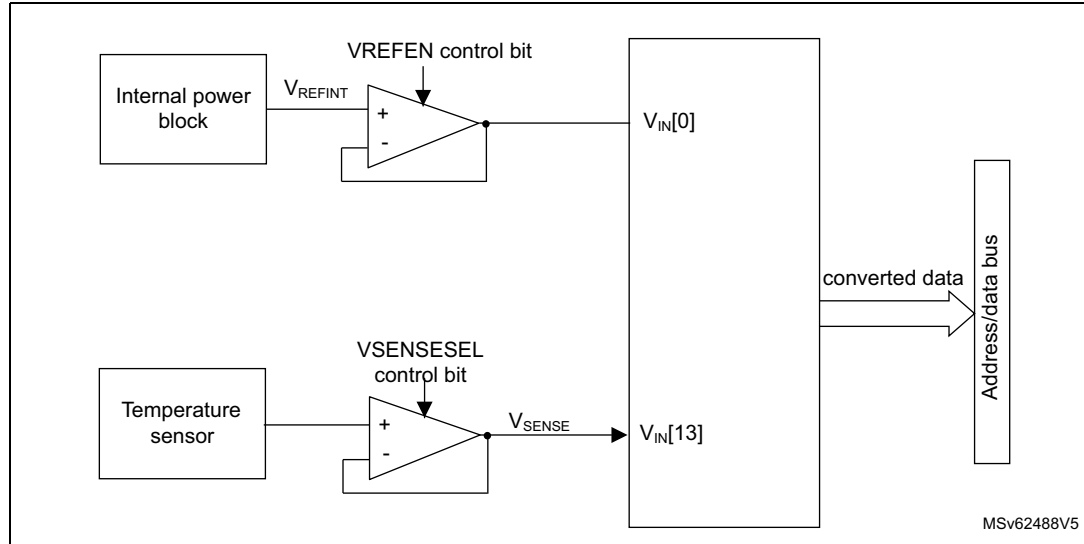 VREFEN control bit
Internal power
block
VREFINT
+
-
VIN[0]
converted data
Address/data bus
VSENSESEL
control bit
Temperature
sensor
+
-
VSENSE
VIN[13]
MSv62488V5